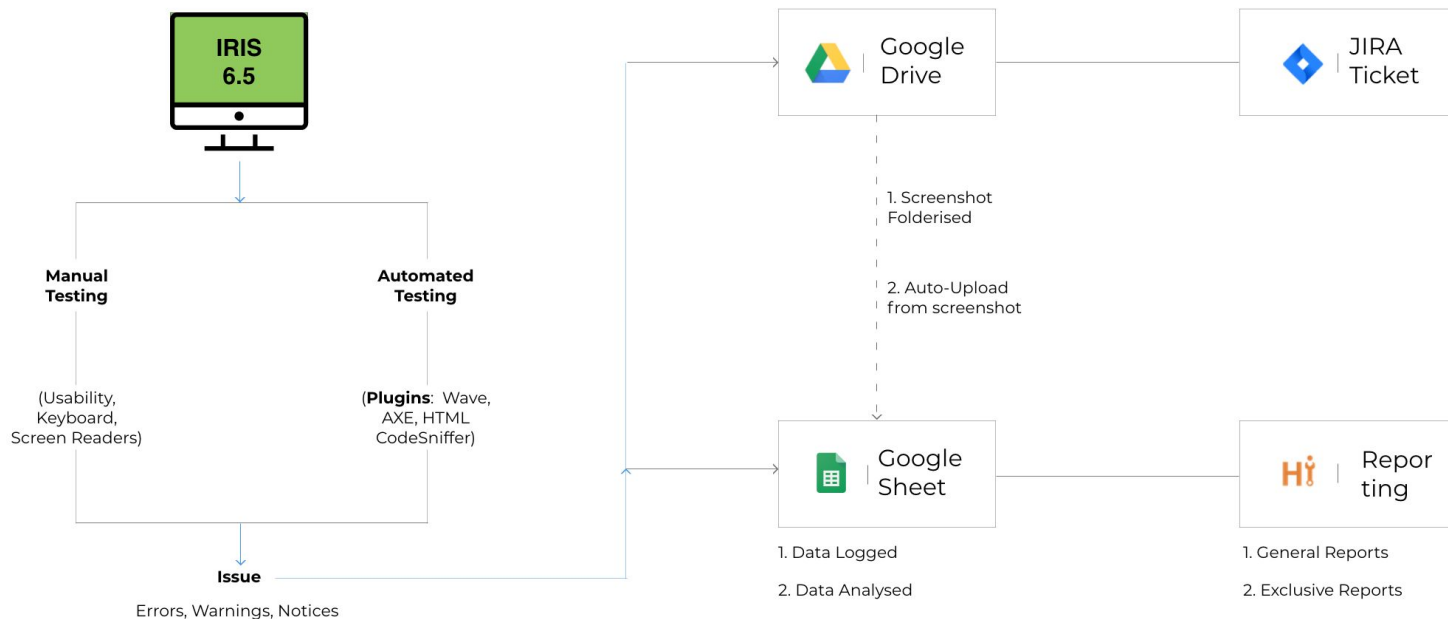 IRIS
6.5
Manual
Testing
(Usability,
Keyboard,
Screen Readers)
Automated
Testing
(Plugins: Wave,
AXE, HTML
CodeSniffer)
Issue
Errors, Warnings, Notices
Google
Drive
JIRA
Ticket
1. Screenshot
Folderised
2. Auto-Upload
from screenshot
Google
Sheet
1. Data Logged
2. Data Analysed
Hi
Repor
ting
1. General Reports
2. Exclusive Reports